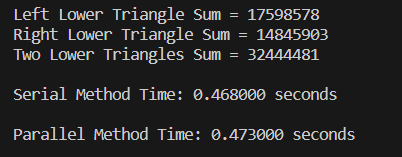 Left Lower Triangle Sum = 17598578
Right Lower Triangle Sum = 14845903
Two Lower Triangles Sum = 32444481
Serial Method Time: 0.468000 seconds
Parallel Method Time: 0.473000 seconds